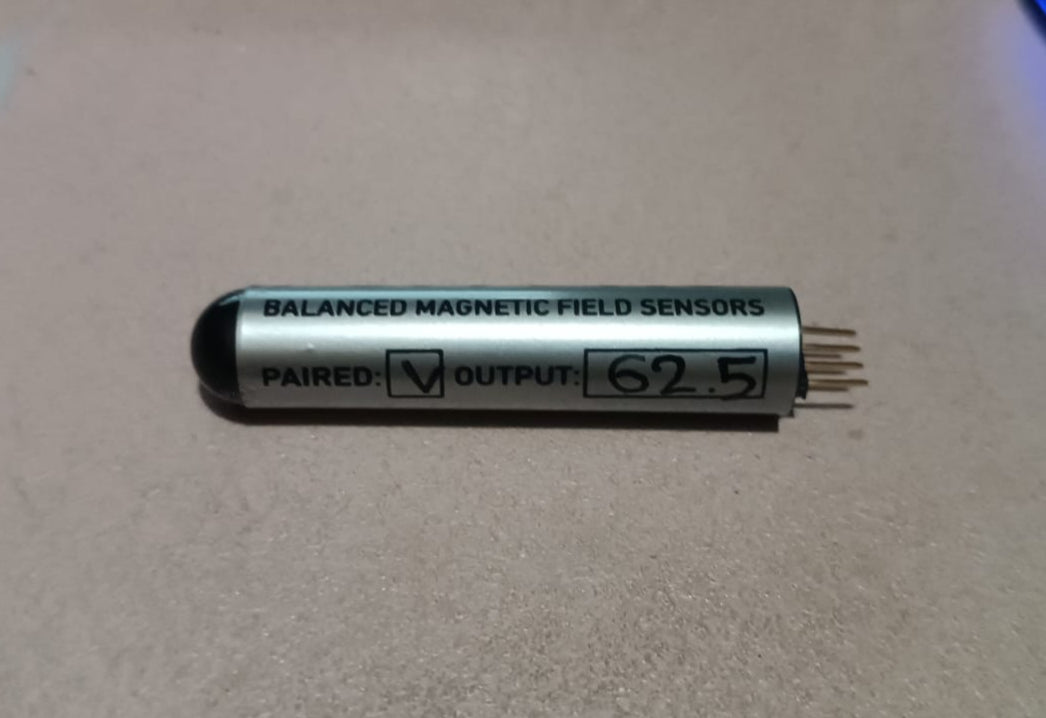 BALANCED MAGNETIC FIELD SENSORS
PAIRED: V OUTPUT: 62.5